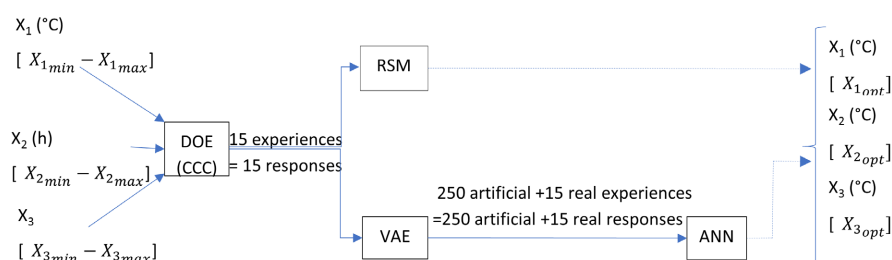 X₁ (°C)
[ X₁ₘᵢₙ − X₁ₘₐₓ]
X₂ (h)
[ X₂ₘᵢₙ − X₂ₘₐₓ]
X₃
[ X₃ₘᵢₙ − X₃ₘₐₓ]
DOE
(CCC)
15 experiences
= 15 responses
RSM
VAE
250 artificial +15 real experiences
=250 artificial +15 real responses
ANN
X₁ (°C)
[ X₁ₒₚₜ]
X₂ (°C)
[ X₂ₒₚₜ]
X₃ (°C)
[ X₃ₒₚₜ]